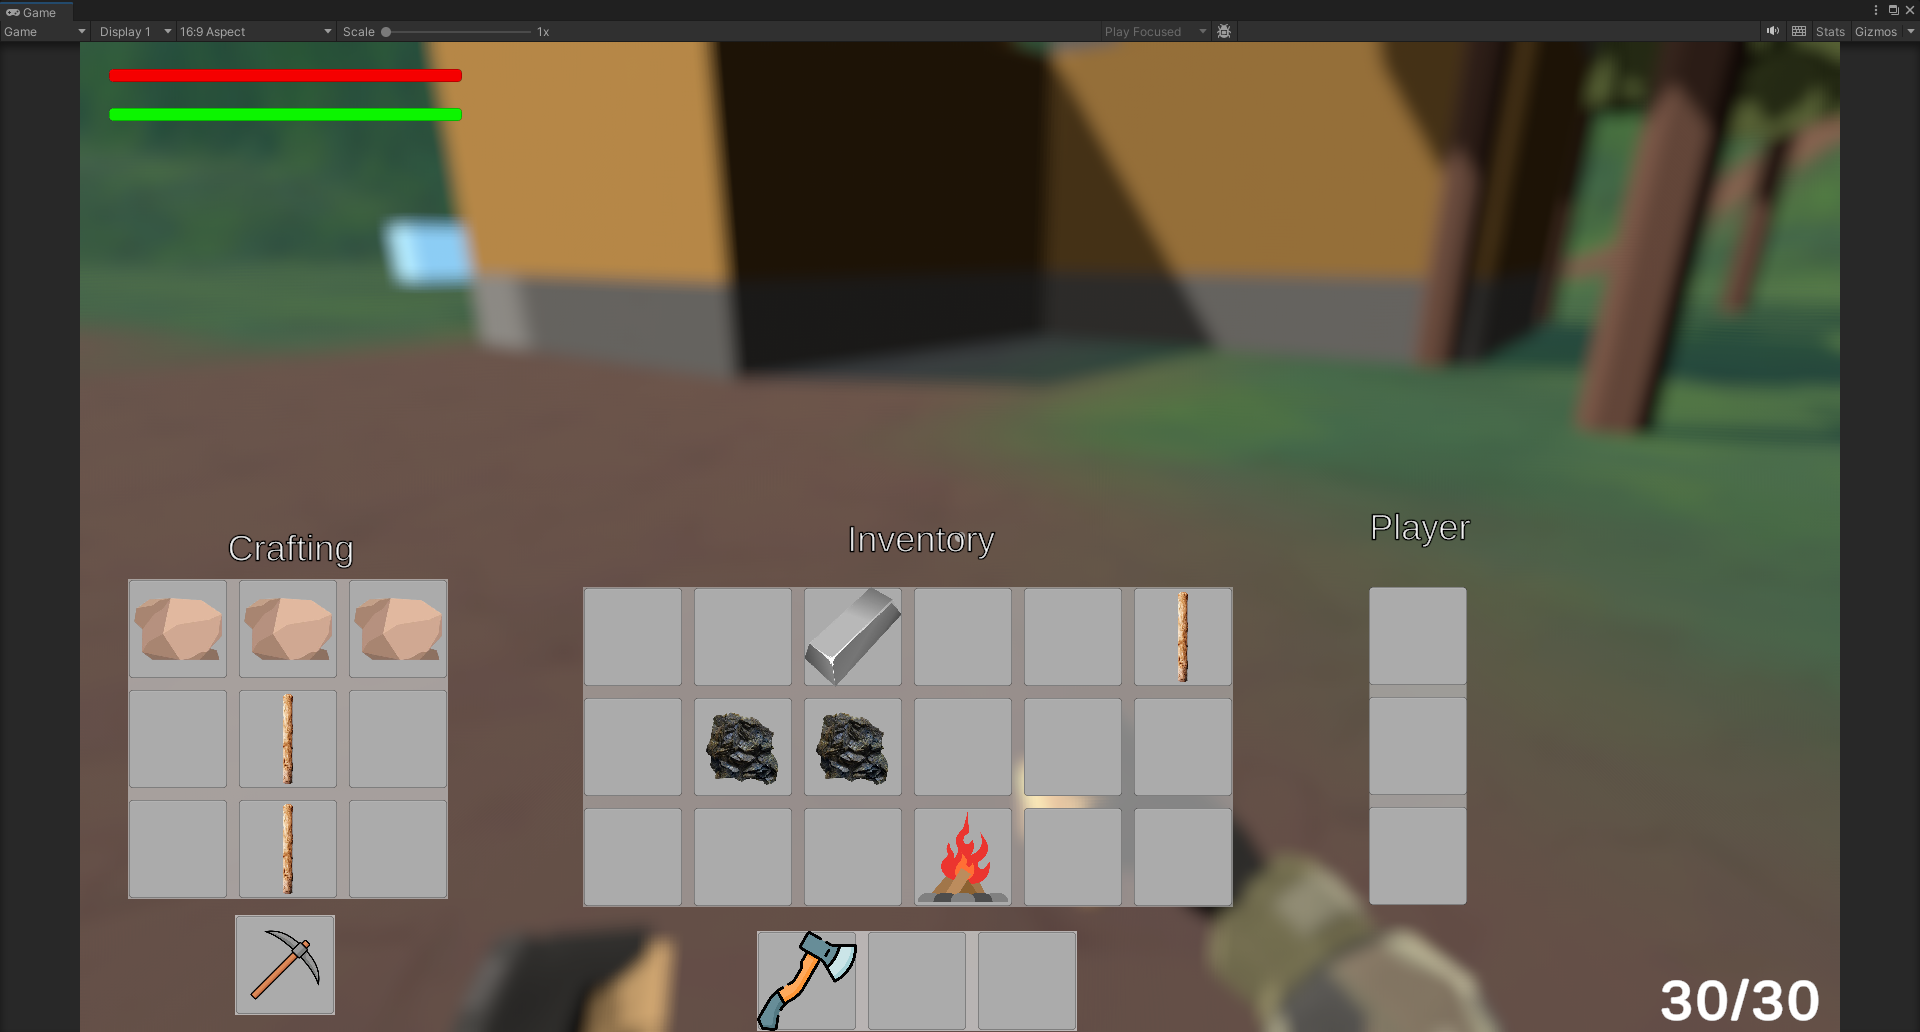 Game
Game
Display 1
16:9 Aspect
Scale
1x
Play Focused
Stats
Gizmos
Crafting
Inventory
Player
30/30